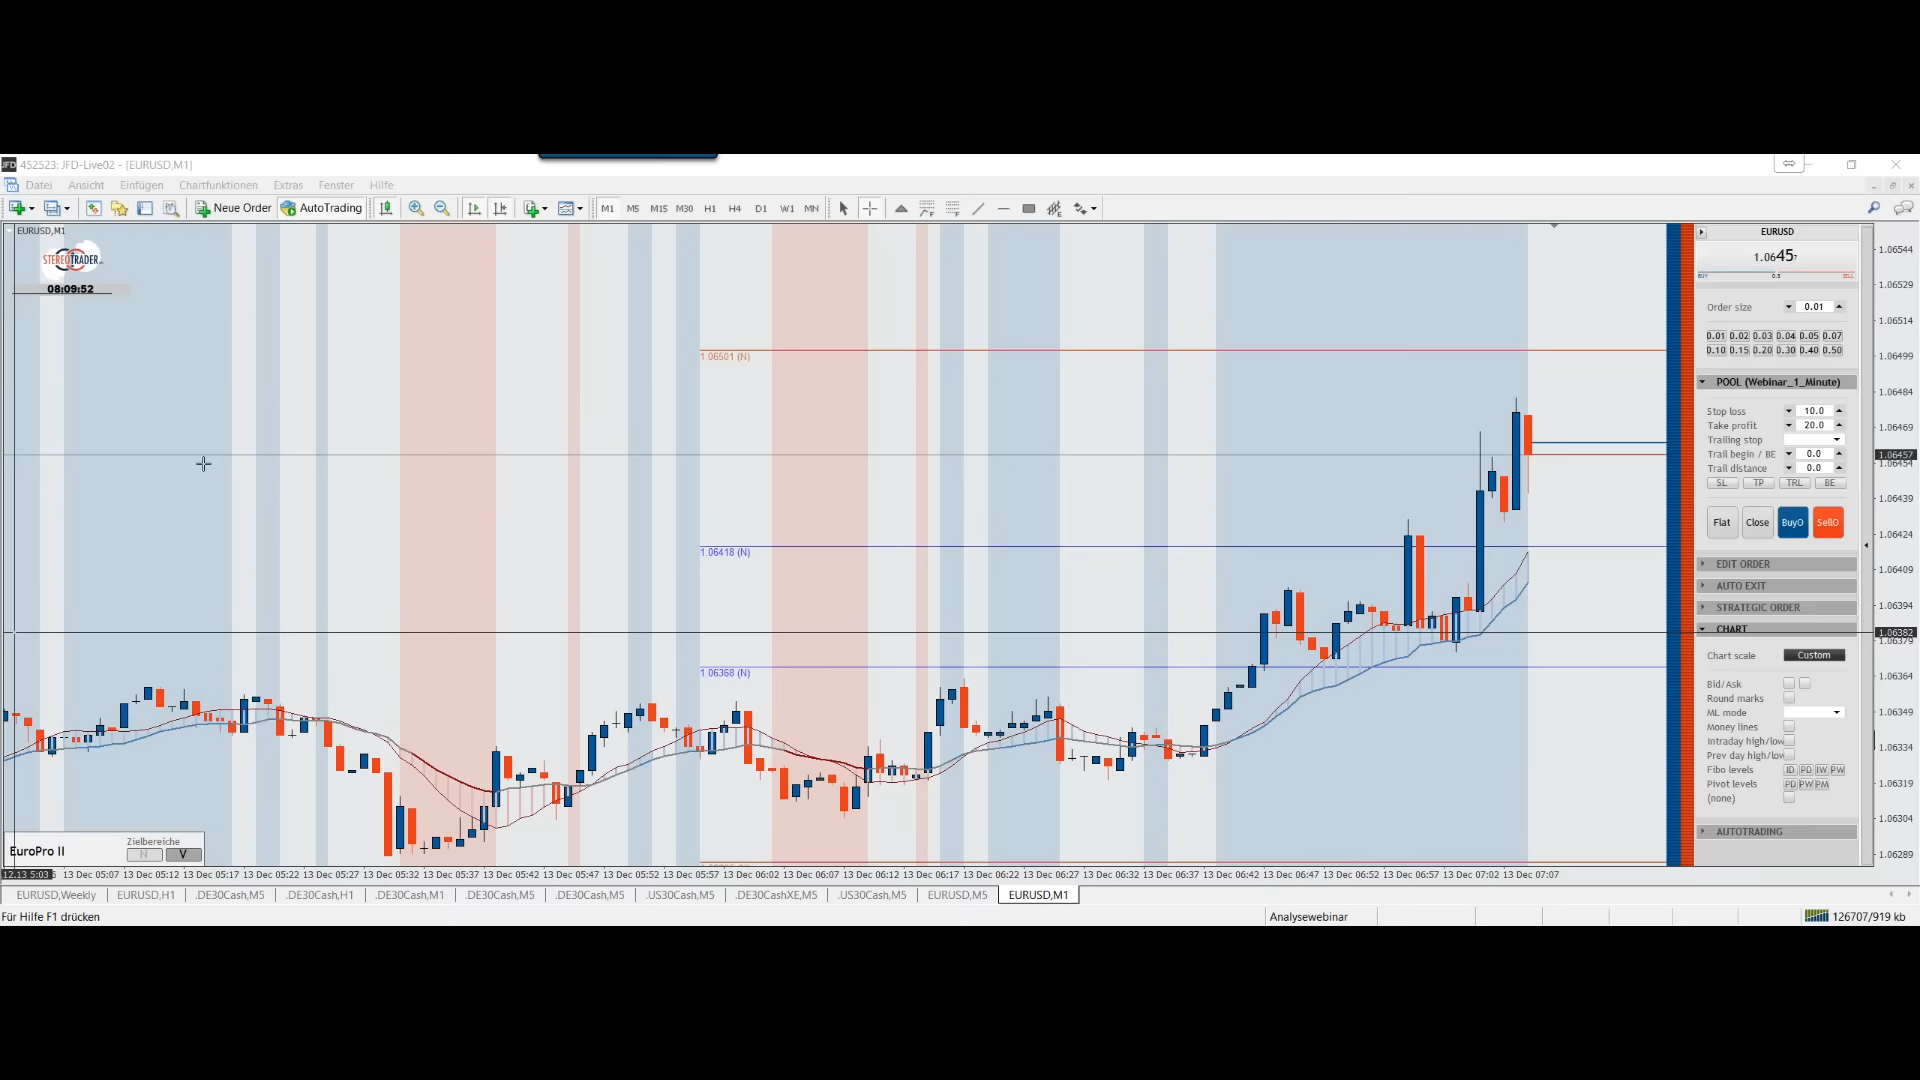 452523: JFD-Live02 - [EURUSD,M1]
Datei Ansicht Einfügen Chartfunktionen Extras Fenster Hilfe
Neue Order AutoTrading M1 M5 M15 M30 H1 H4 D1 W1 MN
EURUSD,M1
STEREOTRADER
08:09:52
1.06501 (N)
1.06418 (N)
1.06368 (N)
EURUSD
1.06457
BUY 0.5 SELL
Order size 0.01
0.01 0.02 0.03 0.04 0.05 0.07
0.10 0.15 0.20 0.30 0.40 0.50
POOL (Webinar_1_Minute)
Stop loss 10.0
Take profit 20.0
Trailing stop
Trail begin / BE 0.0
Trail distance 0.0
SL TP TRL BE
Flat Close BuyO SellO
EDIT ORDER
AUTO EXIT
STRATEGIC ORDER
CHART
Chart scale Custom
Bid/Ask
Round marks
ML mode
Money lines
Intraday high/low
Prev day high/low
Fibo levels ID PD IW PW
Pivot levels PD PW PM
(none)
AUTOTRADING
1.06544
1.06529
1.06514
1.06499
1.06484
1.06469
1.06457
1.06454
1.06439
1.06424
1.06409
1.06394
1.06382
1.06379
1.06364
1.06349
1.06334
1.06319
1.06304
1.06289
EuroPro II
Zielbereiche
N V
12.13 5:03 13 Dec 05:07 13 Dec 05:12 13 Dec 05:17 13 Dec 05:22 13 Dec 05:27 13 Dec 05:32 13 Dec 05:37 13 Dec 05:42 13 Dec 05:47 13 Dec 05:52 13 Dec 05:57 13 Dec 06:02 13 Dec 06:07 13 Dec 06:12 13 Dec 06:17 13 Dec 06:22 13 Dec 06:27 13 Dec 06:32 13 Dec 06:37 13 Dec 06:42 13 Dec 06:47 13 Dec 06:52 13 Dec 06:57 13 Dec 07:02 13 Dec 07:07
EURUSD,Weekly EURUSD,H1 .DE30Cash,M5 .DE30Cash,H1 .DE30Cash,M1 .DE30Cash,M5 .DE30Cash,M5 .US30Cash,M5 .DE30CashXE,M5 .US30Cash,M5 EURUSD,M5 EURUSD,M1
Für Hilfe F1 drücken Analysewebinar 126707/919 kb